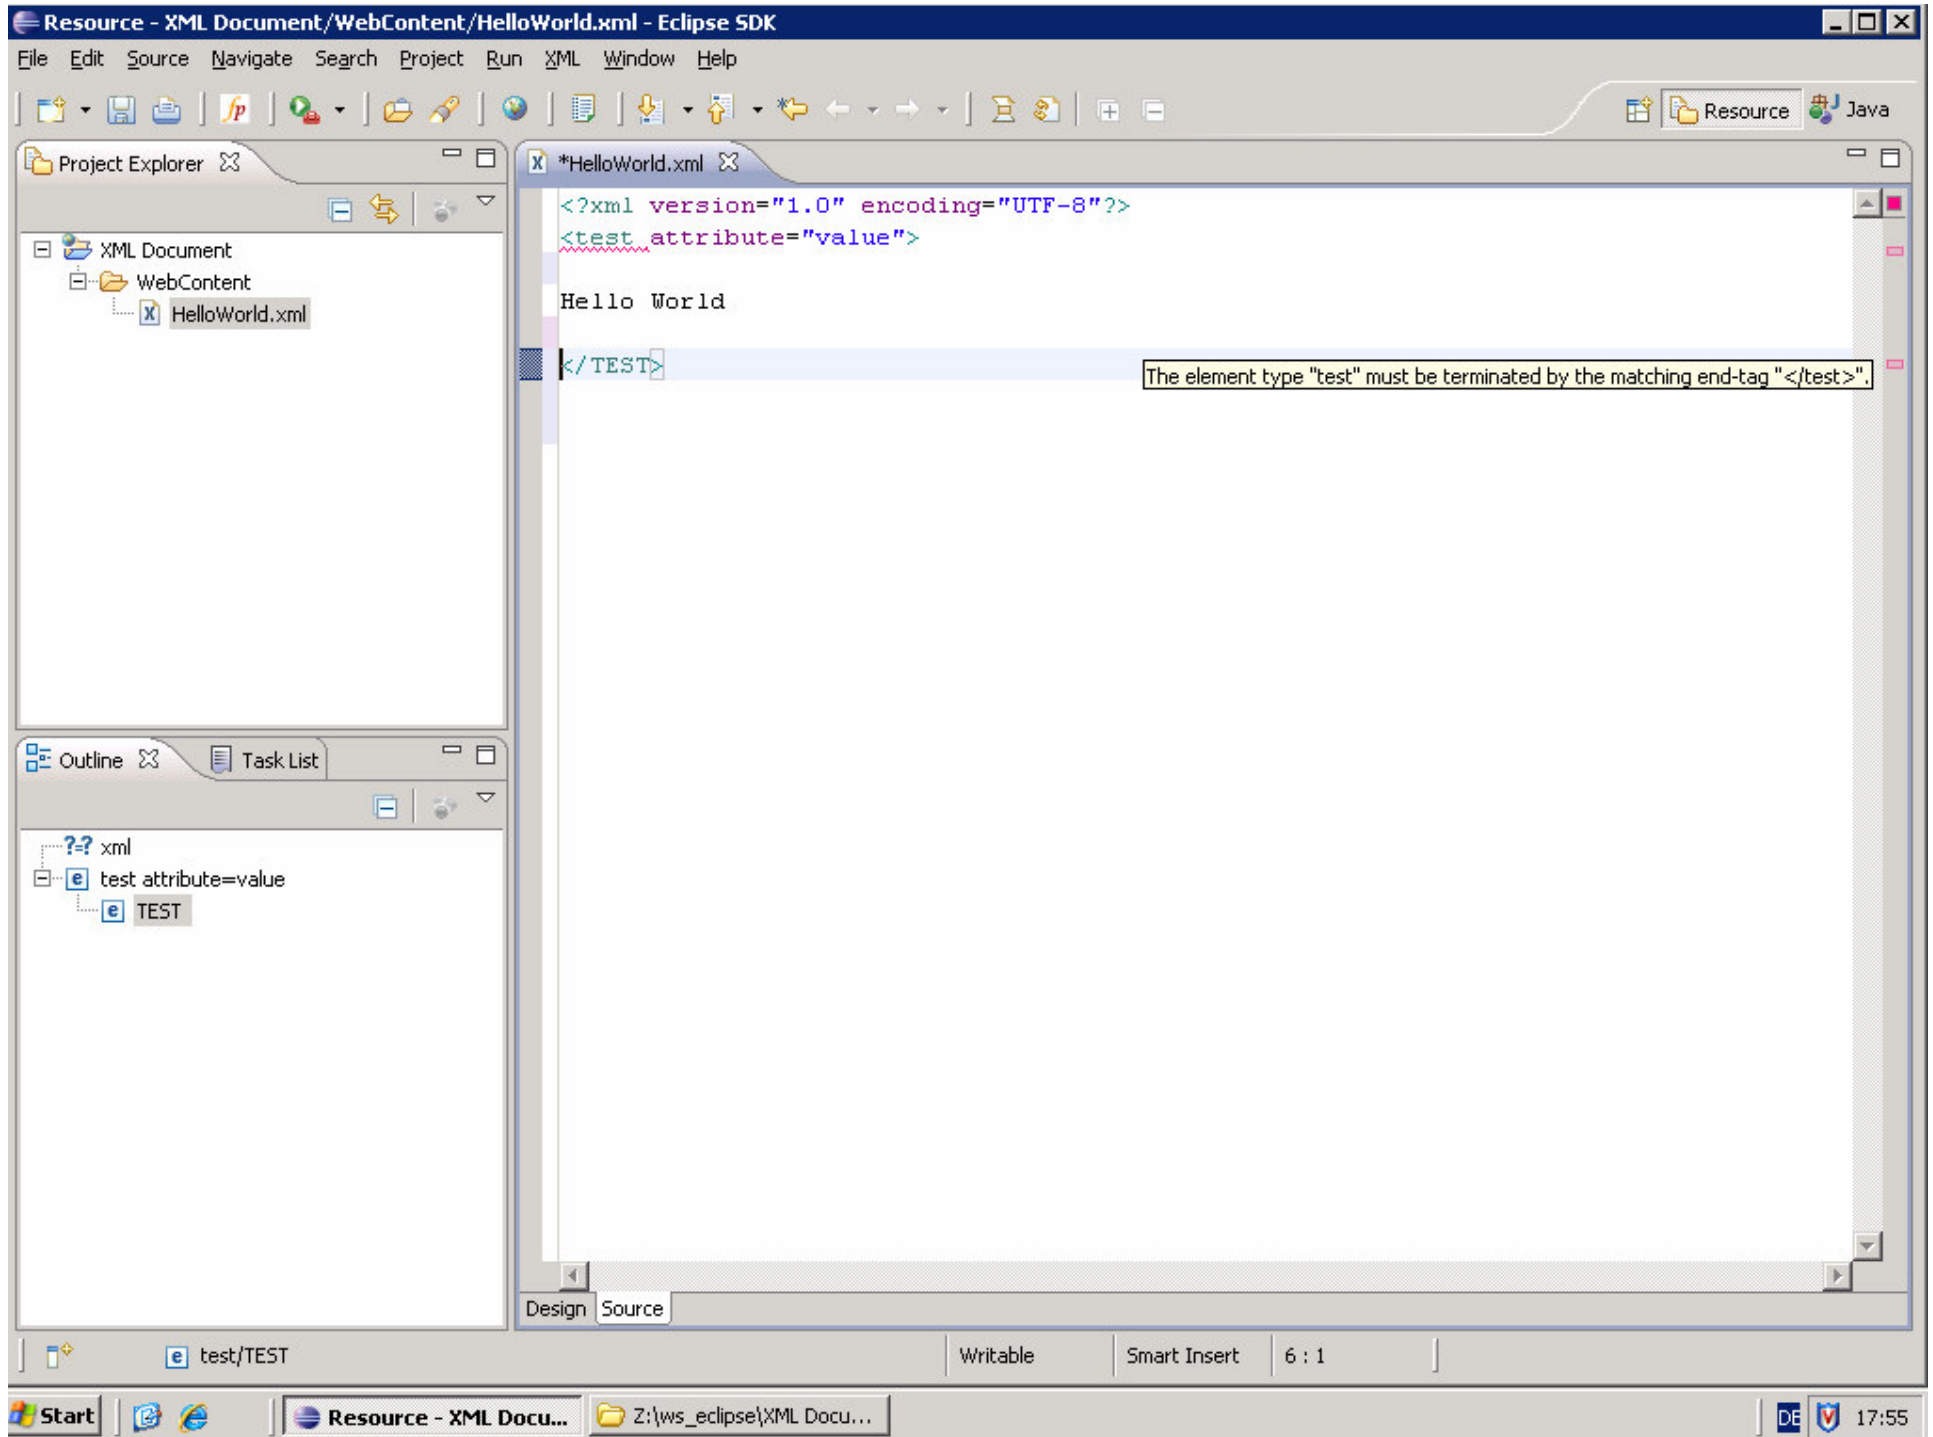 Resource - XML Document/WebContent/HelloWorld.xml - Eclipse SDK
File Edit Source Navigate Search Project Run XML Window Help
Resource Java
Project Explorer
*HelloWorld.xml
<?xml version="1.0" encoding="UTF-8"?>
<test attribute="value">
XML Document
WebContent
Hello World
HelloWorld.xml
</TEST>
The element type "test" must be terminated by the matching end-tag "</test>".
Outline Task List
?=? xml
e test attribute=value
e TEST
Design Source
e test/TEST Writable Smart Insert 6 : 1
Start Resource - XML Docu... Z:\ws_eclipse\XML Docu... DE 17:55